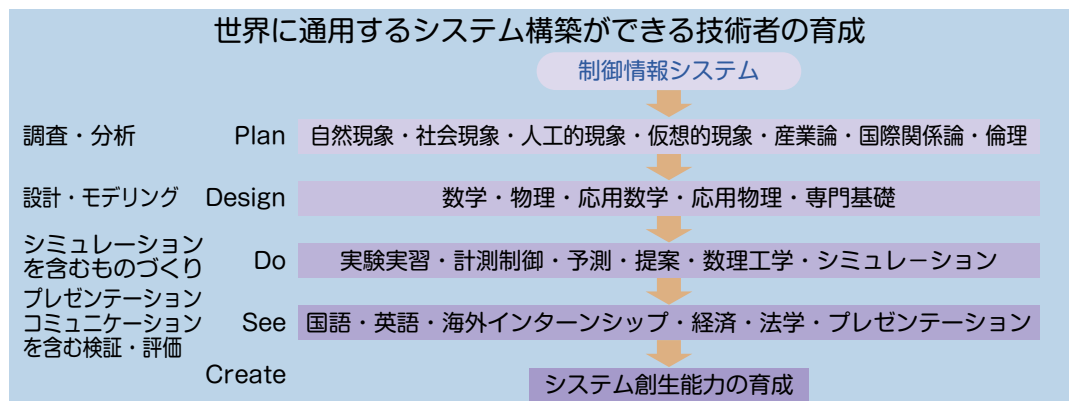 世界に通用するシステム構築ができる技術者の育成
制御情報システム
調査・分析 Plan 自然現象・社会現象・人工的現象・仮想的現象・産業論・国際関係論・倫理
設計・モデリング Design 数学・物理・応用数学・応用物理・専門基礎
シミュレーション
を含むものづくり Do 実験実習・計測制御・予測・提案・数理工学・シミュレーション
プレゼンテーション
コミュニケーション See 国語・英語・海外インターンシップ・経済・法学・プレゼンテーション
を含む検証・評価
Create システム創生能力の育成